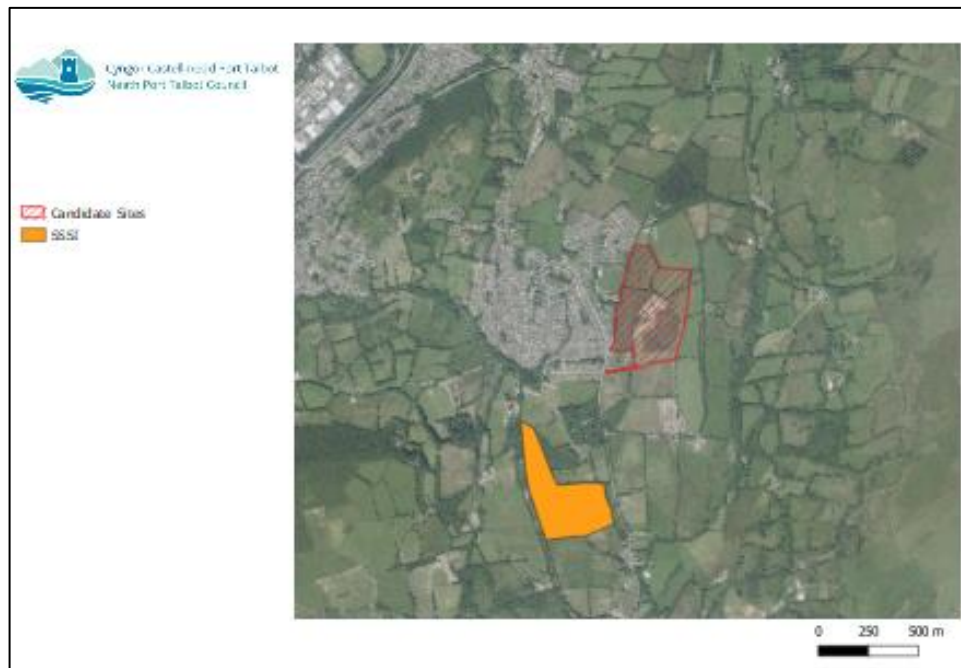 Cyngor Castell-nedd Port Talbot
Neath Port Talbot Council
Candidate Sites
SSSI
0 250 500 m